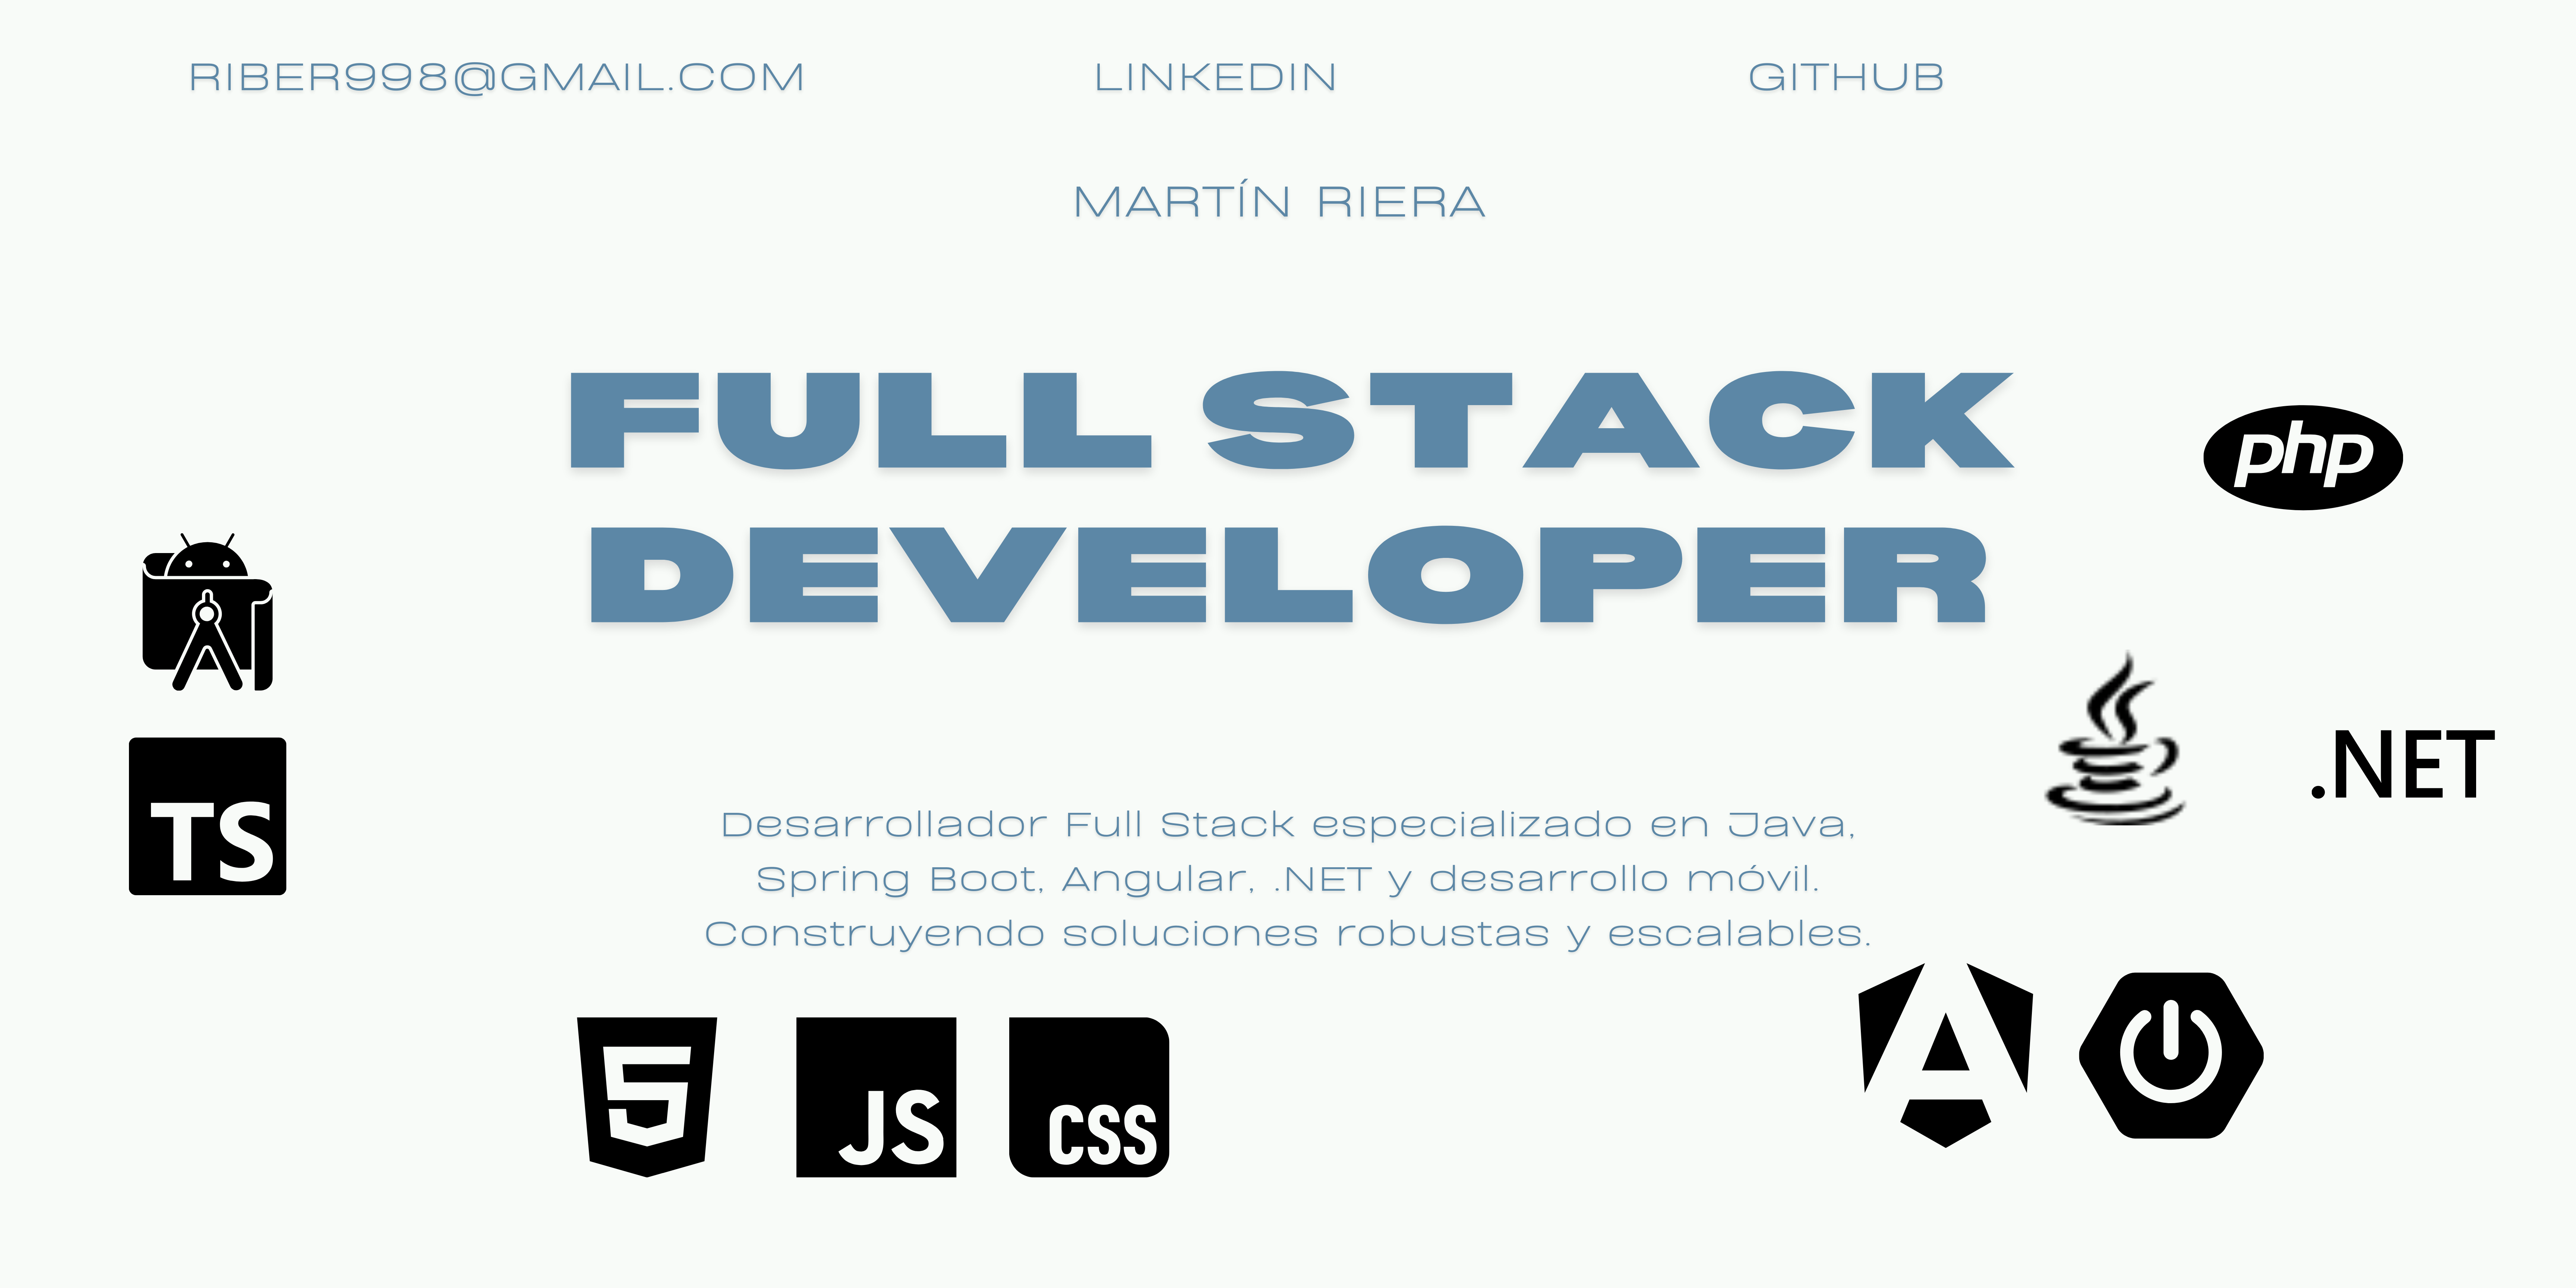 RIBER998@GMAIL.COM
LINKEDIN
GITHUB
MARTÍN RIERA
FULL STACK
DEVELOPER
php
TS
.NET
Desarrollador Full Stack especializado en Java,
Spring Boot, Angular, .NET y desarrollo móvil.
Construyendo soluciones robustas y escalables.
5
JS
CSS